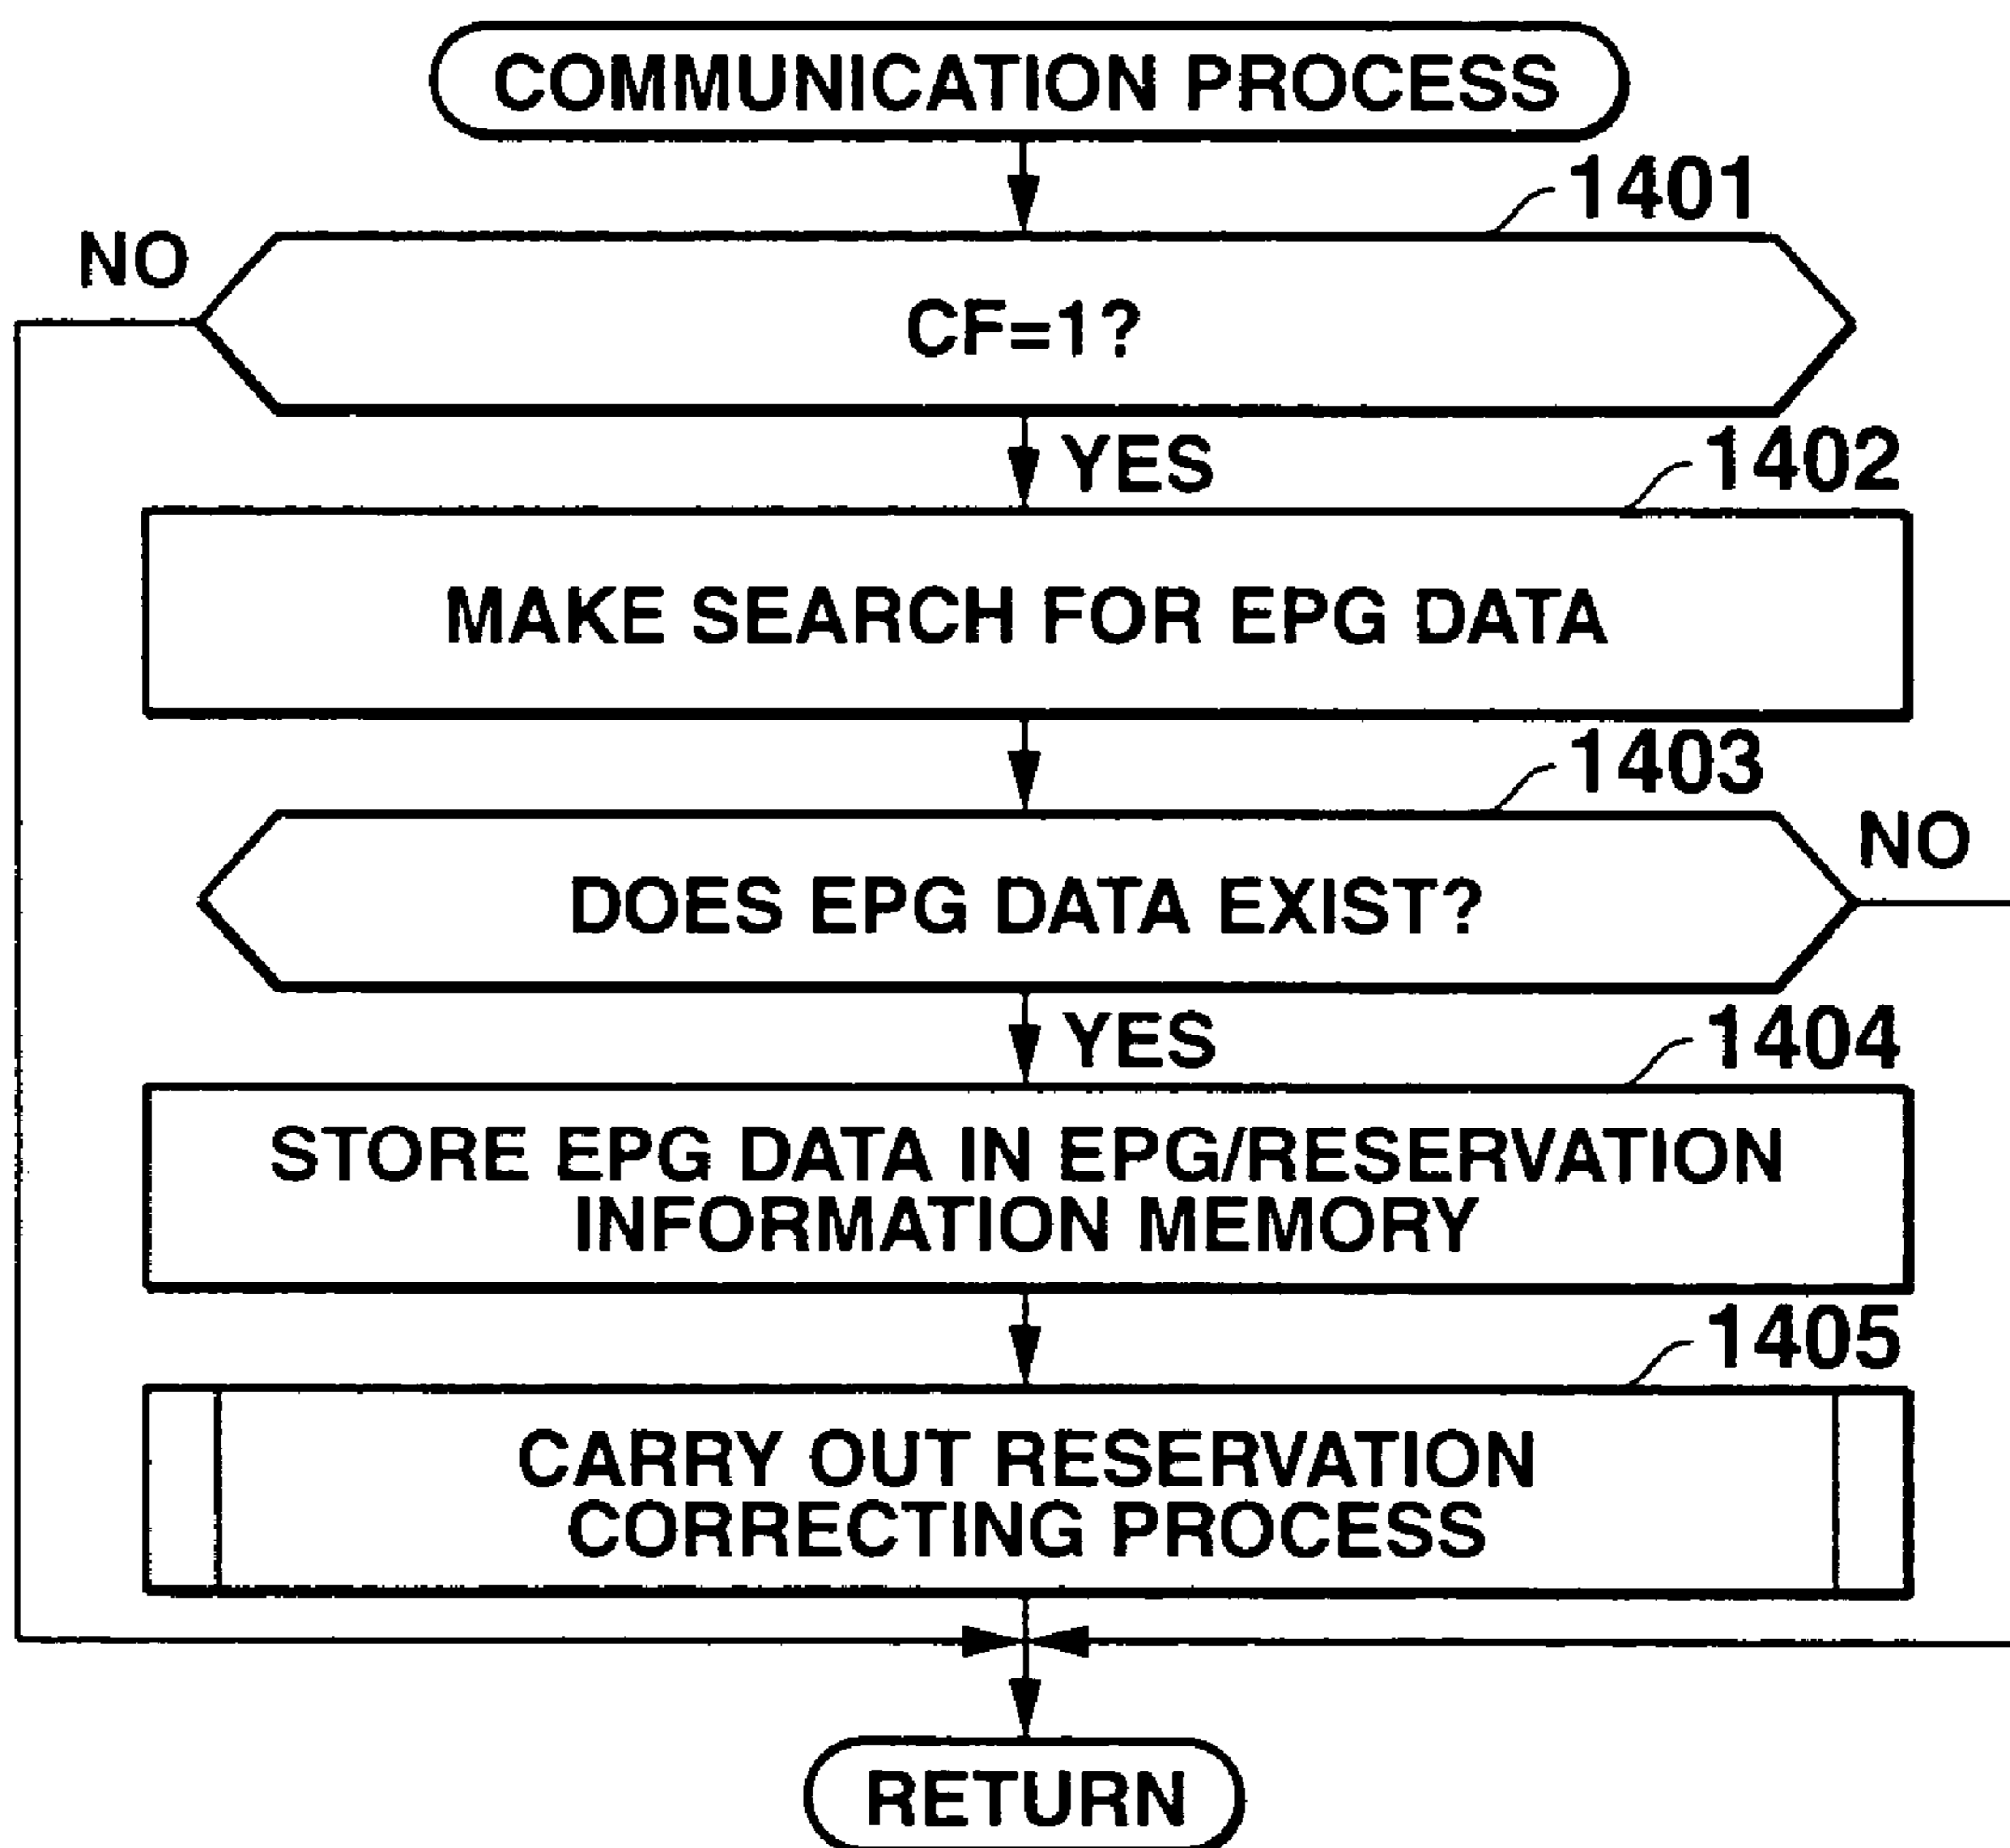 COMMUNICATION PROCESS
1401
NO
CF=1?
YES
1402
MAKE SEARCH FOR EPG DATA
1403
NO
DOES EPG DATA EXIST?
YES
1404
STORE EPG DATA IN EPG/RESERVATION
INFORMATION MEMORY
1405
CARRY OUT RESERVATION
CORRECTING PROCESS
RETURN